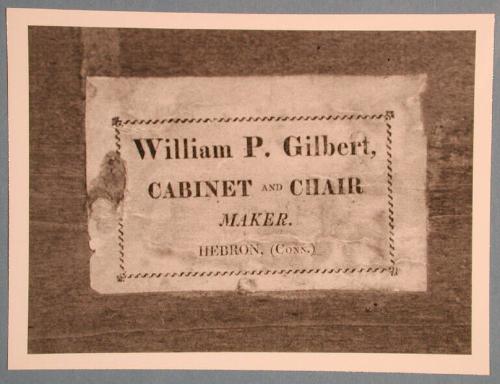 William P. Gilbert,
CABINET AND CHAIR
MAKER.
HEBRON, (CONN.)